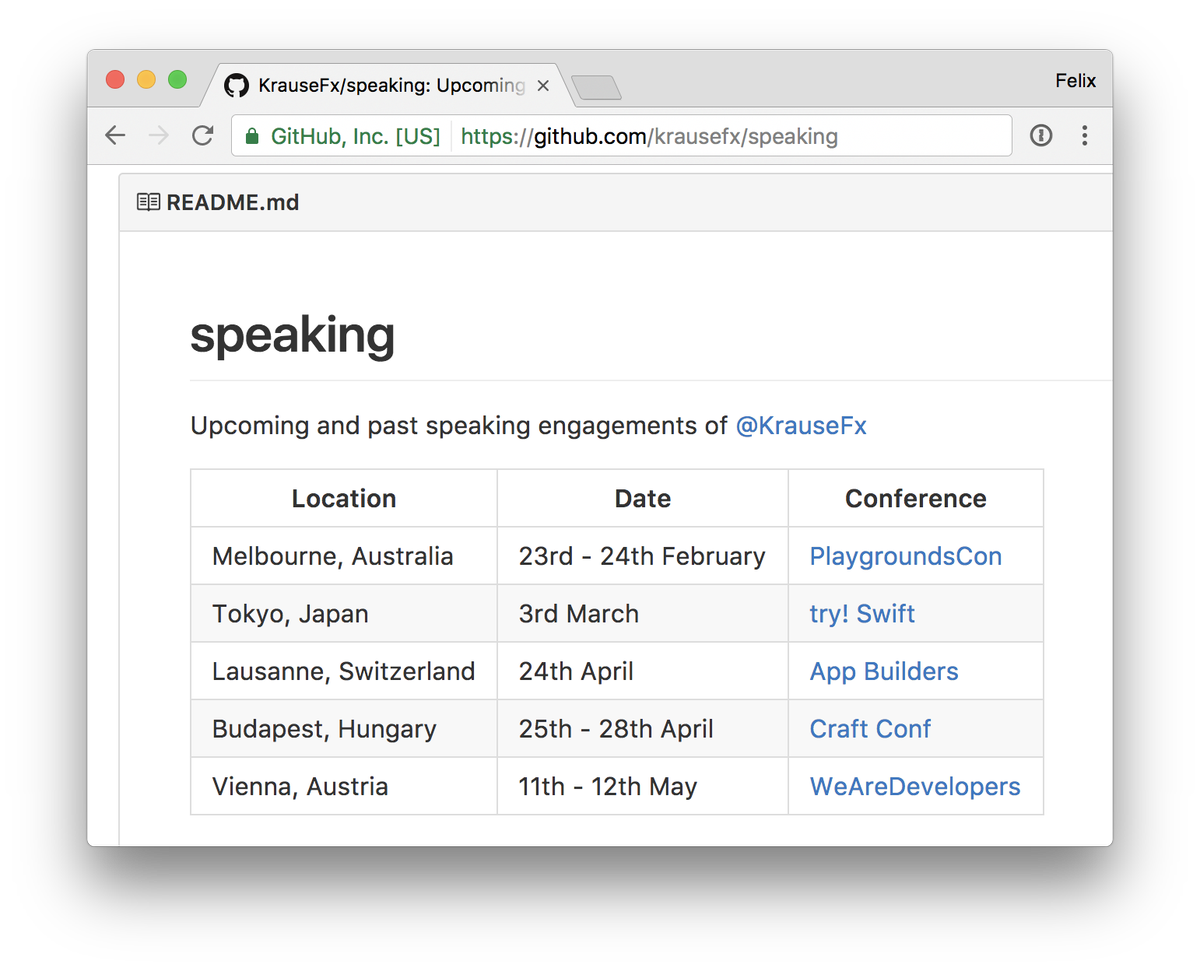 KrauseFx/speaking: Upcoming
Felix
GitHub, Inc. [US] https://github.com/krausefx/speaking
README.md
speaking
Upcoming and past speaking engagements of @KrauseFx
Location Date Conference
Melbourne, Australia 23rd - 24th February PlaygroundsCon
Tokyo, Japan 3rd March try! Swift
Lausanne, Switzerland 24th April App Builders
Budapest, Hungary 25th - 28th April Craft Conf
Vienna, Austria 11th - 12th May WeAreDevelopers